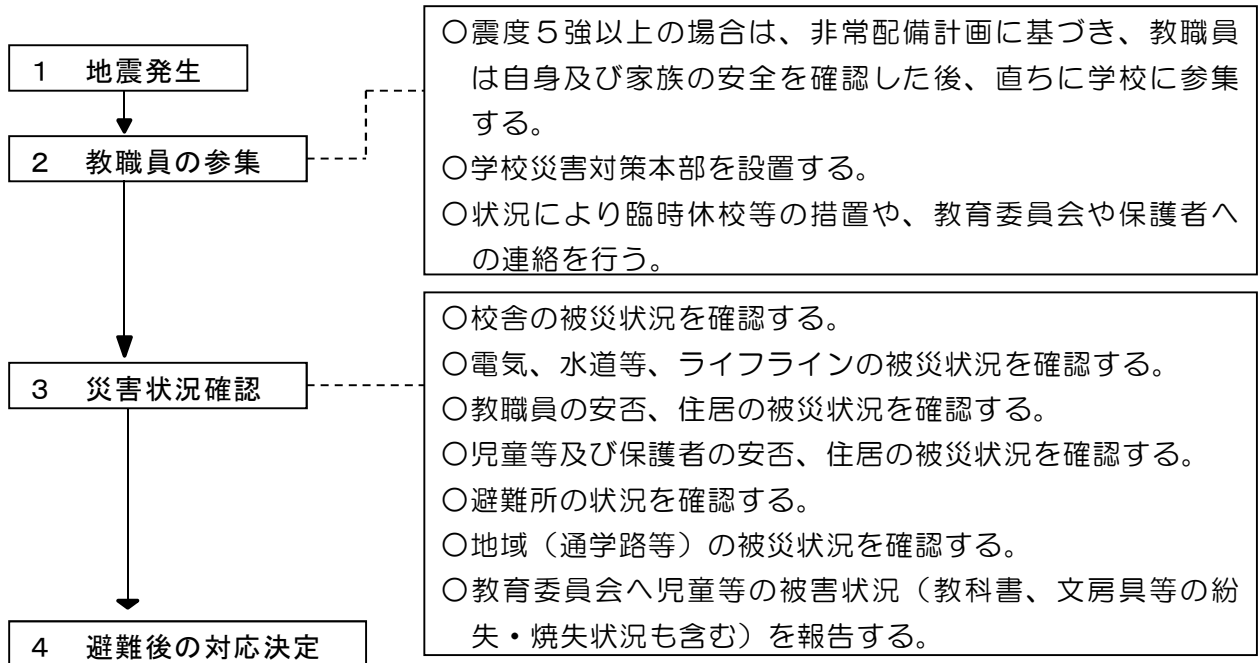 1 地震発生
2 教職員の参集
〇震度５強以上の場合は、非常配備計画に基づき、教職員
は自身及び家族の安全を確認した後、直ちに学校に参集
する。
〇学校災害対策本部を設置する。
〇状況により臨時休校等の措置や、教育委員会や保護者へ
の連絡を行う。
3 災害状況確認
〇校舎の被災状況を確認する。
〇電気、水道等、ライフラインの被災状況を確認する。
〇教職員の安否、住居の被災状況を確認する。
〇児童等及び保護者の安否、住居の被災状況を確認する。
〇避難所の状況を確認する。
〇地域（通学路等）の被災状況を確認する。
〇教育委員会へ児童等の被害状況（教科書、文房具等の紛
失・焼失状況も含む）を報告する。
4 避難後の対応決定